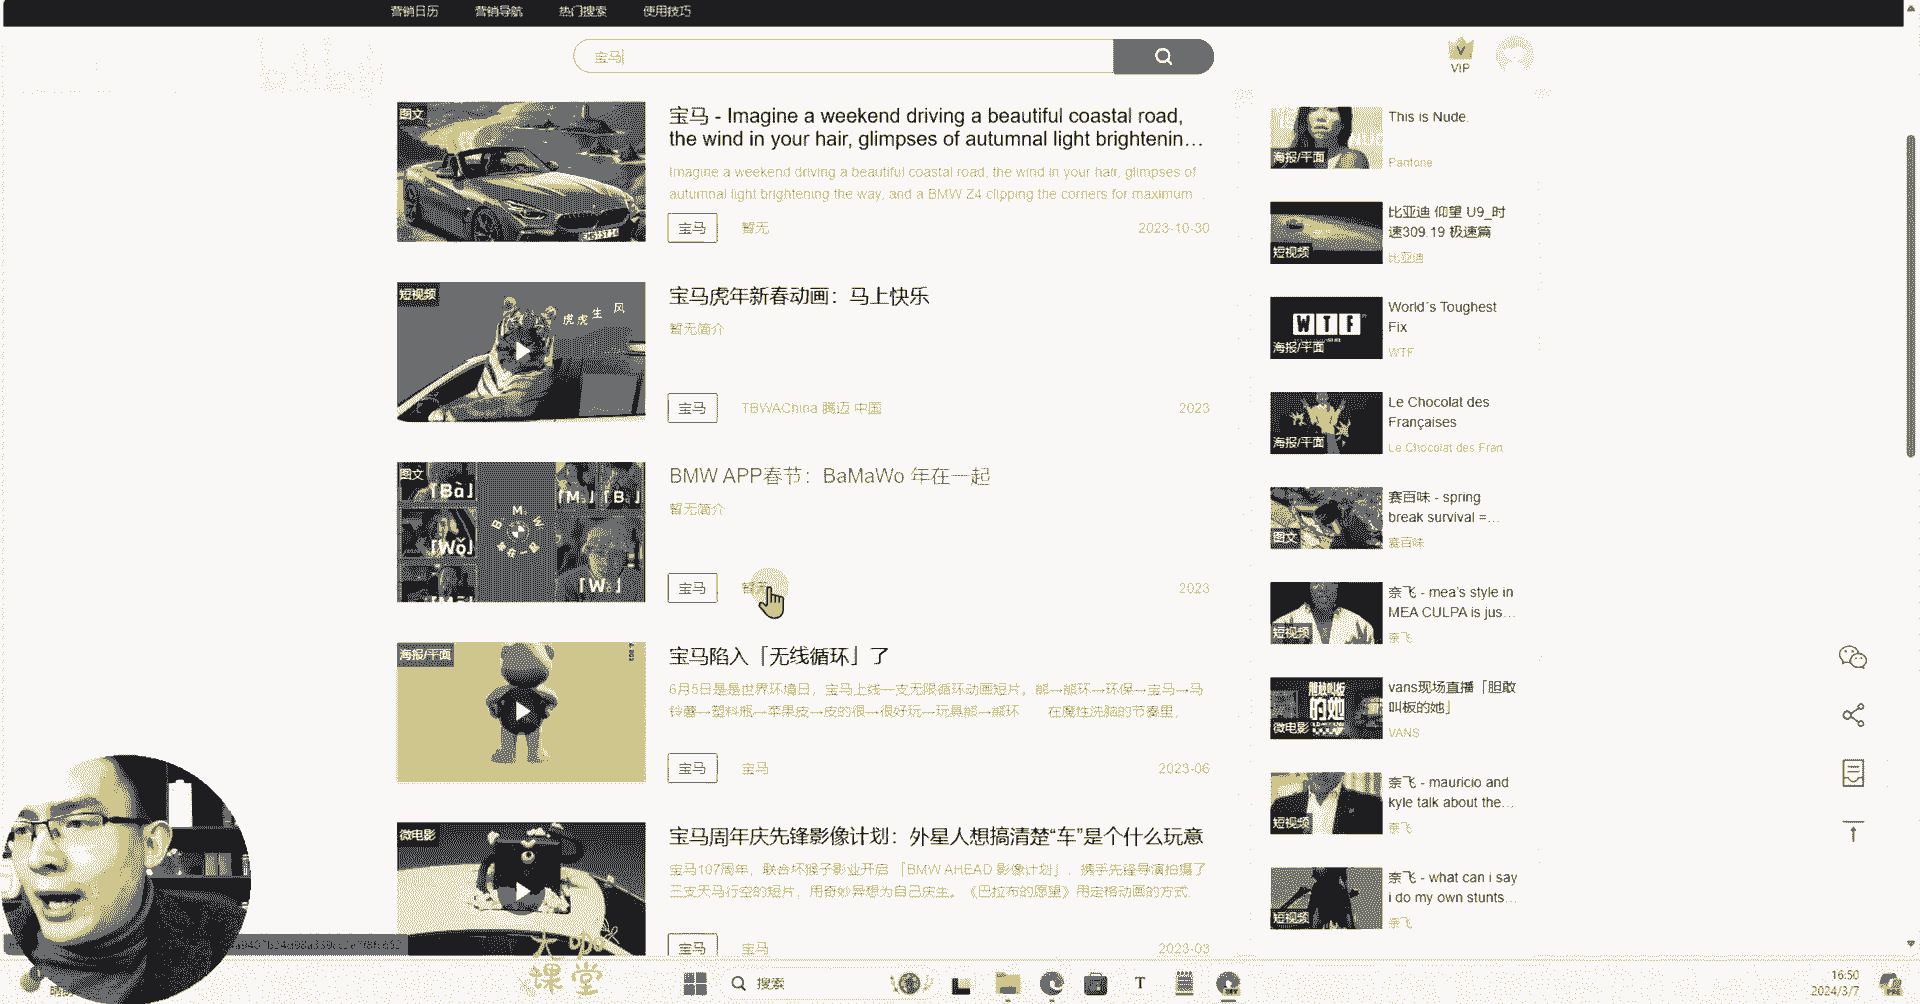 营销日历 营销导航 热门搜索 使用技巧
宝马
VIP
图文
宝马 - Imagine a weekend driving a beautiful coastal road,
the wind in your hair, glimpses of autumnal light brightenin...
Imagine a weekend driving a beautiful coastal road, the wind in your hair, glimpses of
autumnal light brightening the way, and a BMW Z4 clipping the corners for maximum ...
宝马 暂无 2023-10-30
短视频
虎虎生风
宝马虎年新春动画：马上快乐
暂无简介
宝马 TBWAChina 腾迈 中国 2023
图文
「Bà」
「Wǒ」
BMW APP春节：BaMaWo 年在一起
暂无简介
宝马 2023
海报/平面
宝马陷入「无线循环」了
6月5日是是世界环境日，宝马上线一支无限循环动画短片。熊→熊环→环保→宝马→马
铃薯→塑料瓶→苹果皮→皮的很→很好玩→玩具熊→熊环 在魔性洗脑的节奏里，
宝马 宝马 2023-06
微电影
宝马周年庆先锋影像计划：外星人想搞清楚“车”是个什么玩意
宝马107周年，联合坏猴子影业开启「BMW AHEAD 影像计划」，携手先锋导演拍摄了
三支天马行空的短片，用奇妙异想为自己庆生。《巴拉布的愿望》用定格动画的方式
宝马 宝马 2023-03
海报/平面
This is Nude.
Pantone
短视频
比亚迪 仰望 U9_时
速309.19 极速篇
比亚迪
WTF
海报/平面
World´s Toughest
Fix
WTF
海报/平面
Le Chocolat des
Françaises
Le Chocolat des Fran
图文
赛百味 - spring
break survival =...
赛百味
短视频
奈飞 - mea's style in
MEA CULPA is jus...
奈飞
微电影
vans现场直播「胆敢
叫板的她」
VANS
短视频
奈飞 - mauricio and
kyle talk about the...
奈飞
短视频
奈飞 - what can i say
i do my own stunts...
奈飞
课堂
搜索
16:50
2024/3/7